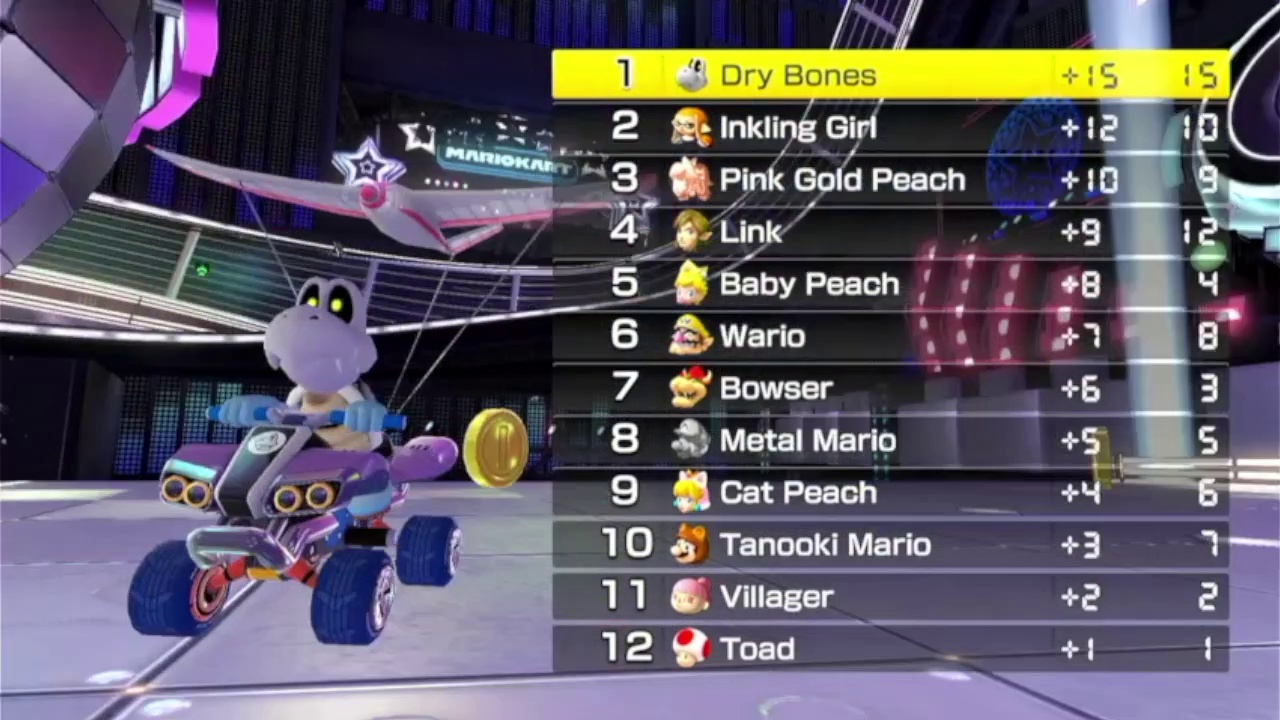 MARIOKART
1 Dry Bones +15 15
2 Inkling Girl +12 10
3 Pink Gold Peach +10 9
4 Link +9 12
5 Baby Peach +8 4
6 Wario +7 8
7 Bowser +6 3
8 Metal Mario +5 5
9 Cat Peach +4 6
10 Tanooki Mario +3 7
11 Villager +2 2
12 Toad +1 1